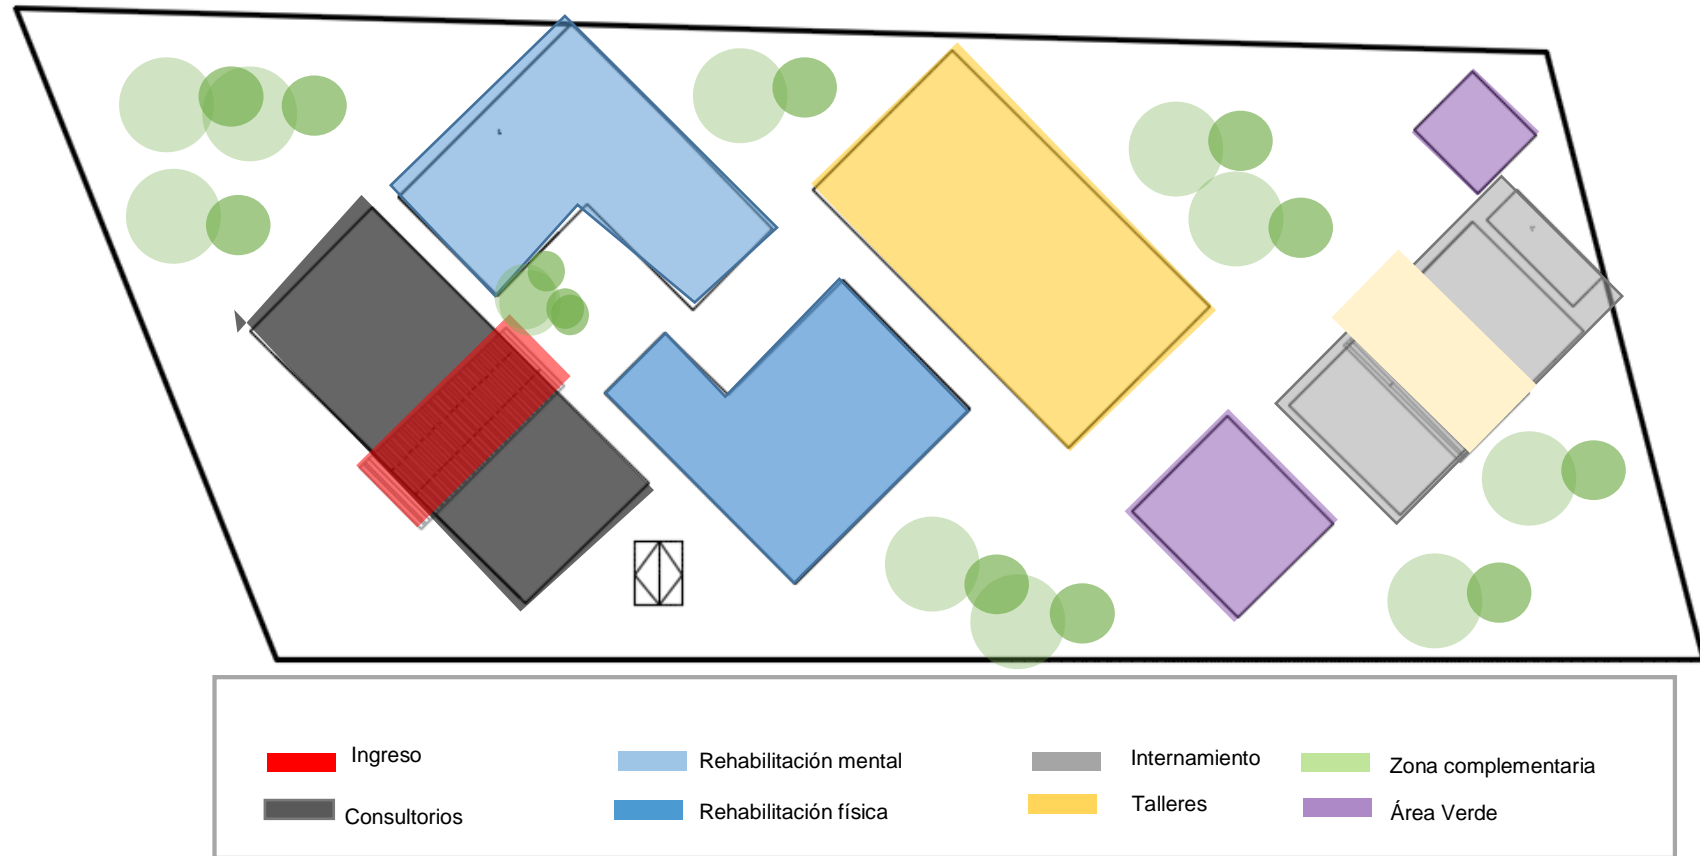 Ingreso
Rehabilitación mental
Internamiento
Zona complementaria
Consultorios
Rehabilitación física
Talleres
Área Verde